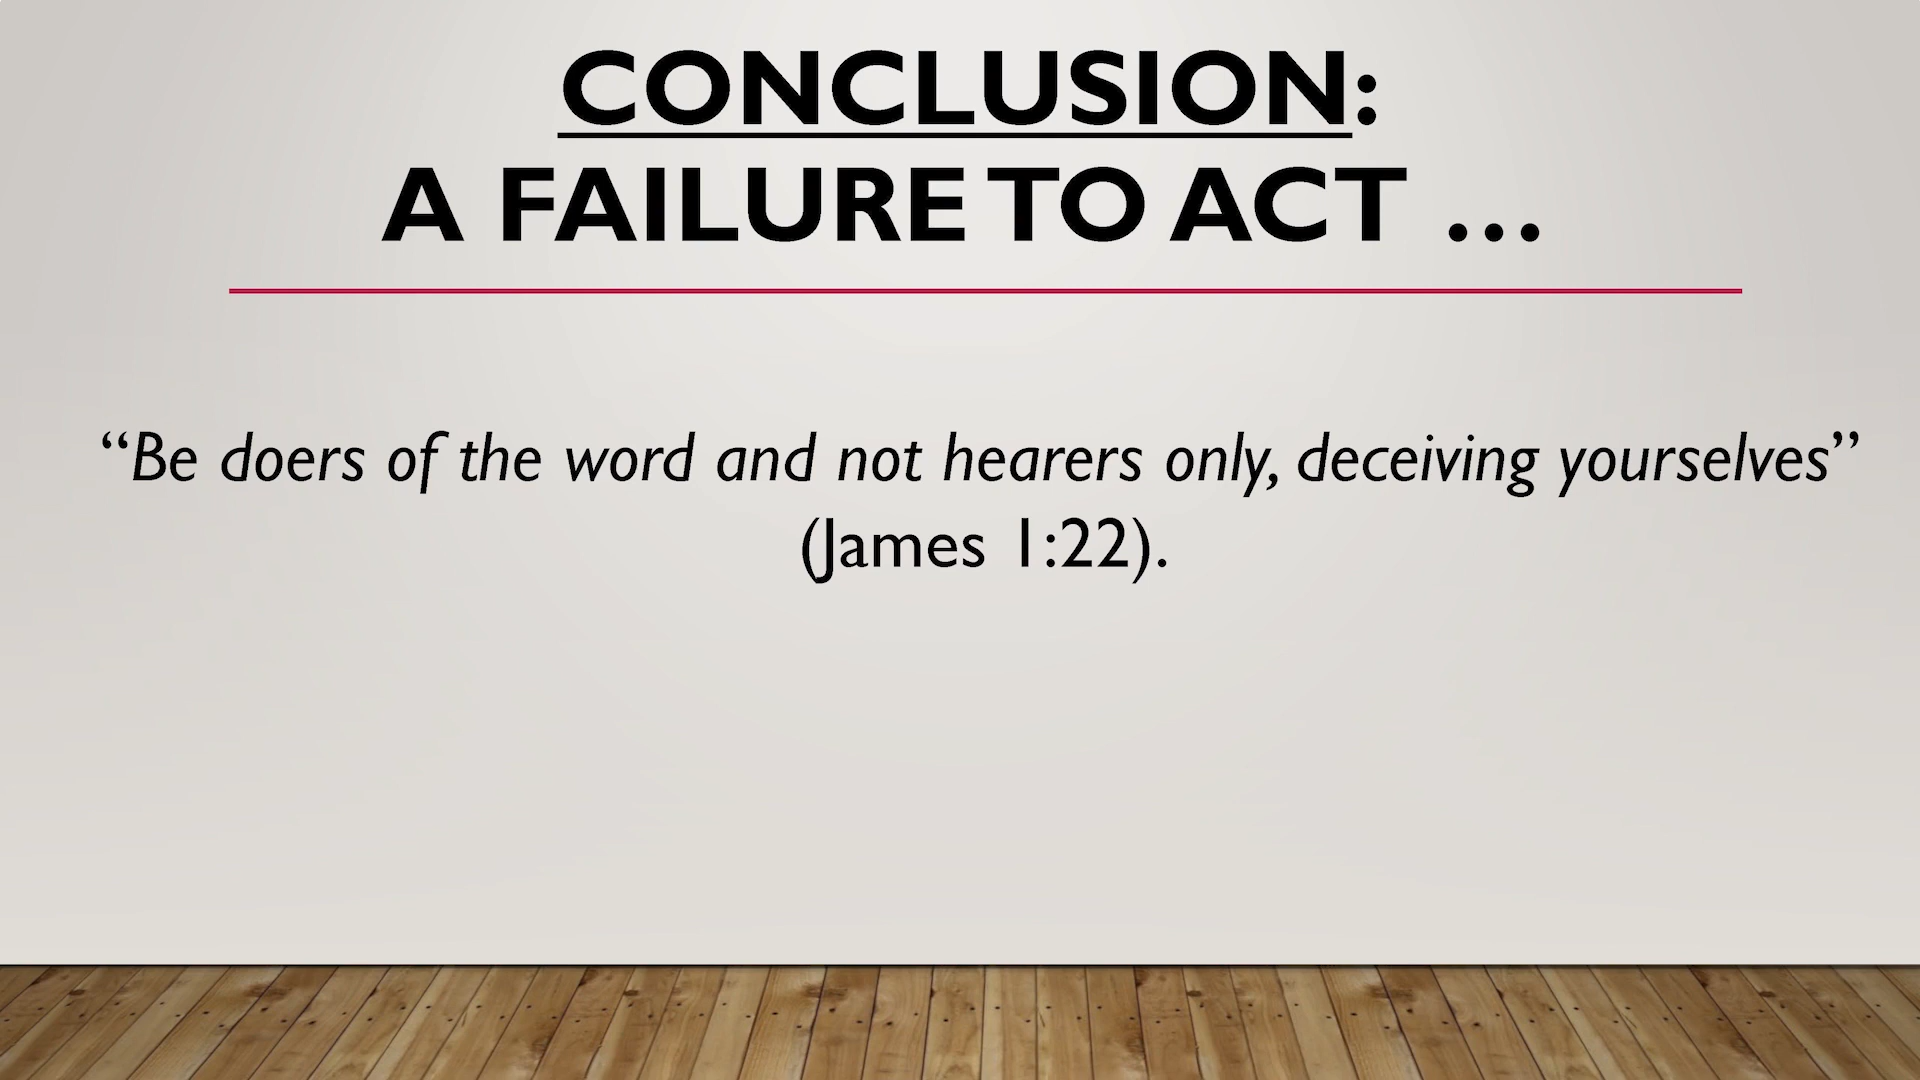 CONCLUSION:
A FAILURE TO ACT …
“Be doers of the word and not hearers only, deceiving yourselves”
(James 1:22).